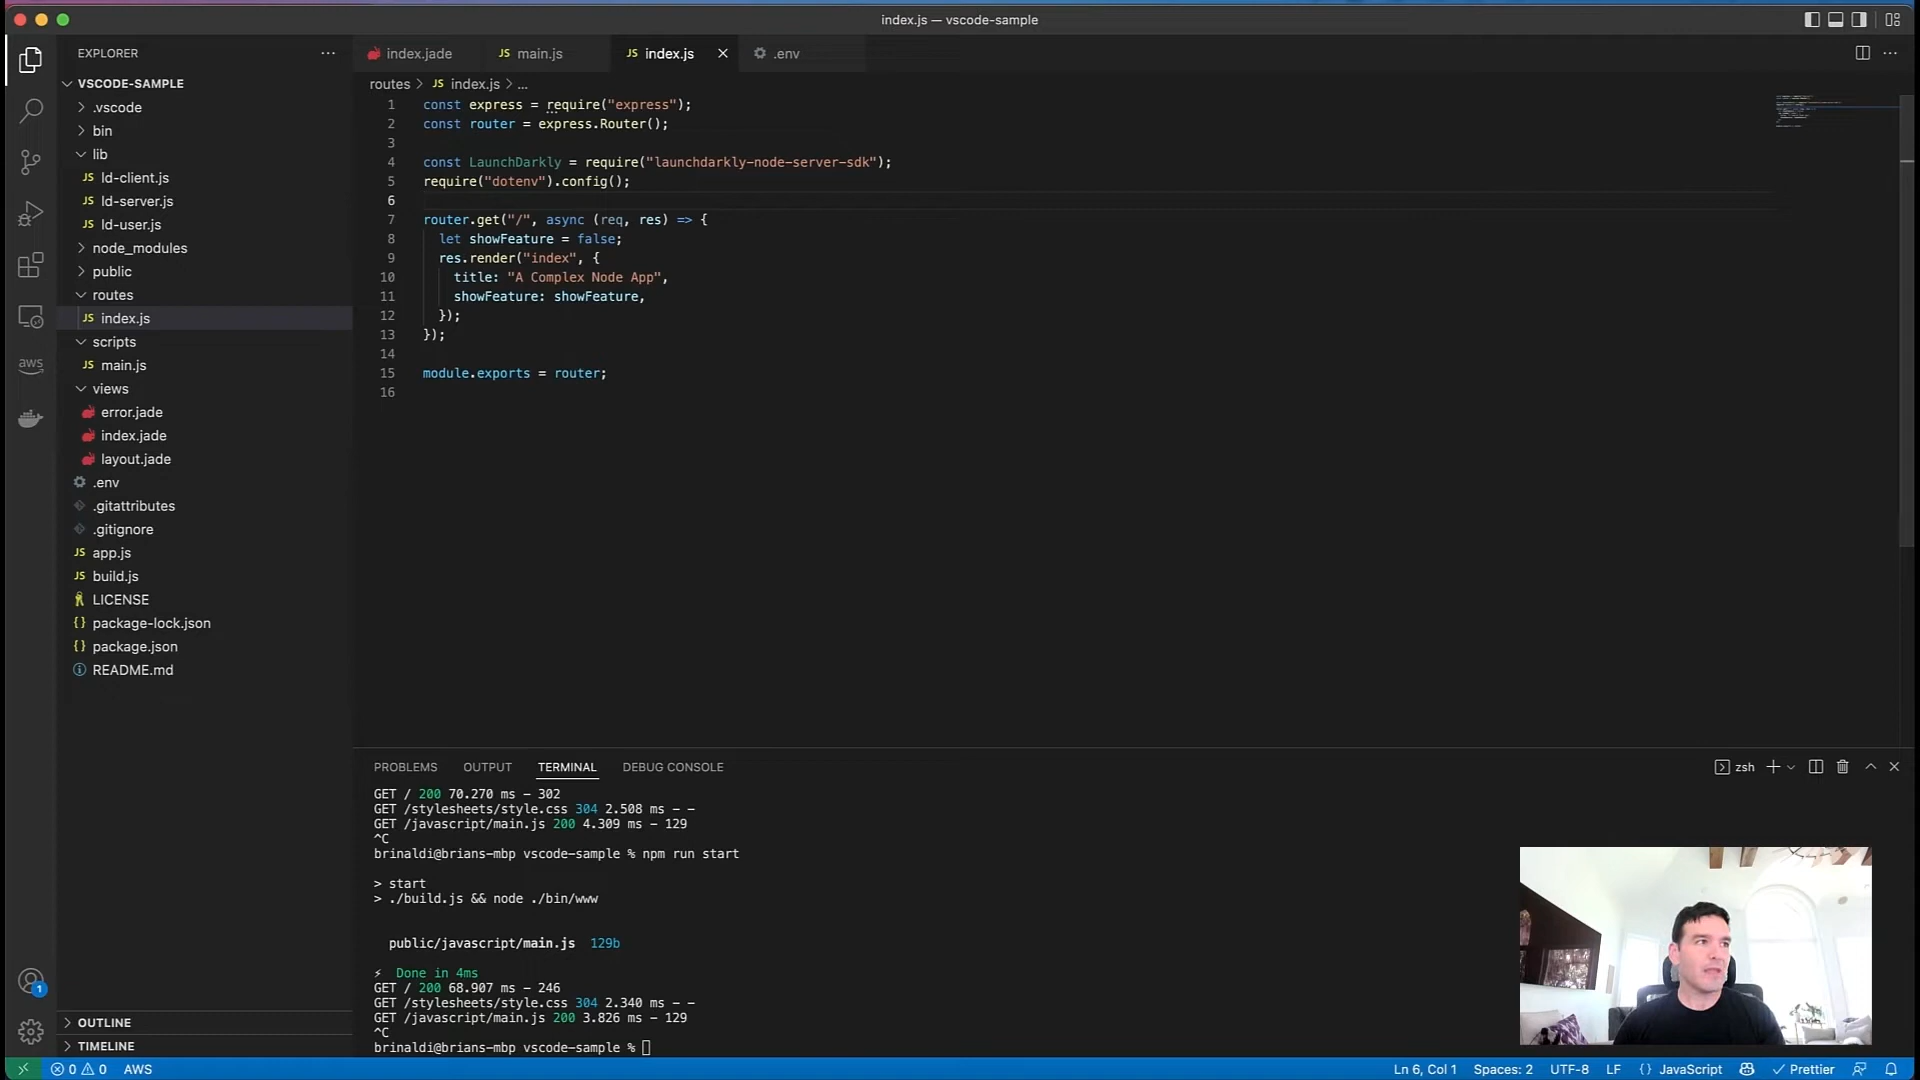 index.js — vscode-sample
EXPLORER
index.jade
JS main.js
JS index.js
.env
VSCODE-SAMPLE
.vscode
bin
lib
JS ld-client.js
JS ld-server.js
JS ld-user.js
node_modules
public
routes
JS index.js
scripts
JS main.js
views
error.jade
index.jade
layout.jade
.env
.gitattributes
.gitignore
JS app.js
JS build.js
LICENSE
{} package-lock.json
{} package.json
README.md
OUTLINE
TIMELINE
aws
1
routes > JS index.js > ...
1 const express = require("express");
2 const router = express.Router();
3
4 const LaunchDarkly = require("launchdarkly-node-server-sdk");
5 require("dotenv").config();
6
7 router.get("/", async (req, res) => {
8 let showFeature = false;
9 res.render("index", {
10 title: "A Complex Node App",
11 showFeature: showFeature,
12 });
13 });
14
15 module.exports = router;
16
PROBLEMS OUTPUT TERMINAL DEBUG CONSOLE
zsh
GET / 200 70.270 ms - 302
GET /stylesheets/style.css 304 2.508 ms - -
GET /javascript/main.js 200 4.309 ms - 129
^C
brinaldi@brians-mbp vscode-sample % npm run start
> start
> ./build.js && node ./bin/www
public/javascript/main.js 129b
⚡ Done in 4ms
GET / 200 68.907 ms - 246
GET /stylesheets/style.css 304 2.340 ms - -
GET /javascript/main.js 200 3.826 ms - 129
^C
brinaldi@brians-mbp vscode-sample %
0 0 AWS
Ln 6, Col 1 Spaces: 2 UTF-8 LF {} JavaScript Prettier